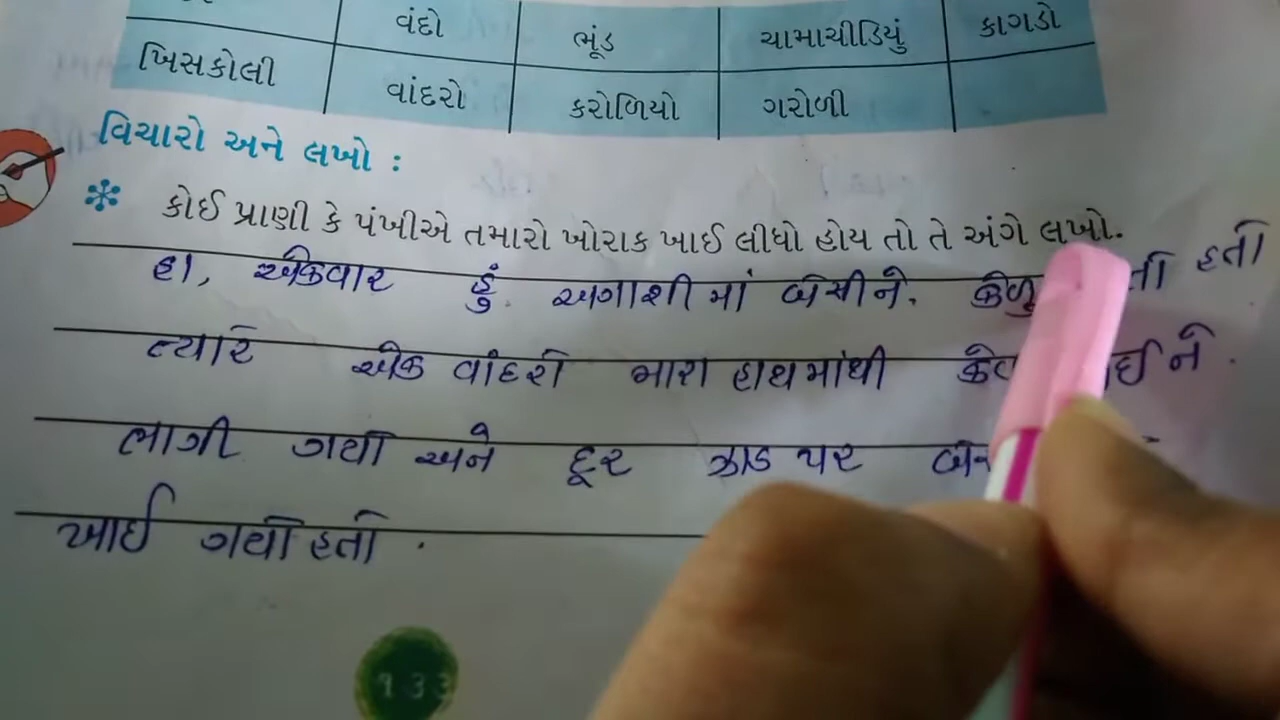 વંદો ભૂંડ ચામાચીડિયું કાગડો
ખિસકોલી વાંદરો કરોળિયો ગરોળી
વિચારો અને લખો :
કોઈ પ્રાણી કે પંખીએ તમારો ખોરાક ખાઈ લીધો હોય તો તે અંગે લખો.
હા, એકવાર હું અગાશીમાં બેસીને. હતી
ત્યારે એક વાંદરો મારા હાથમાંથી
ભાગી ગયો અને દૂર ઝાડ પર
ખાઈ ગયો હતો .
133